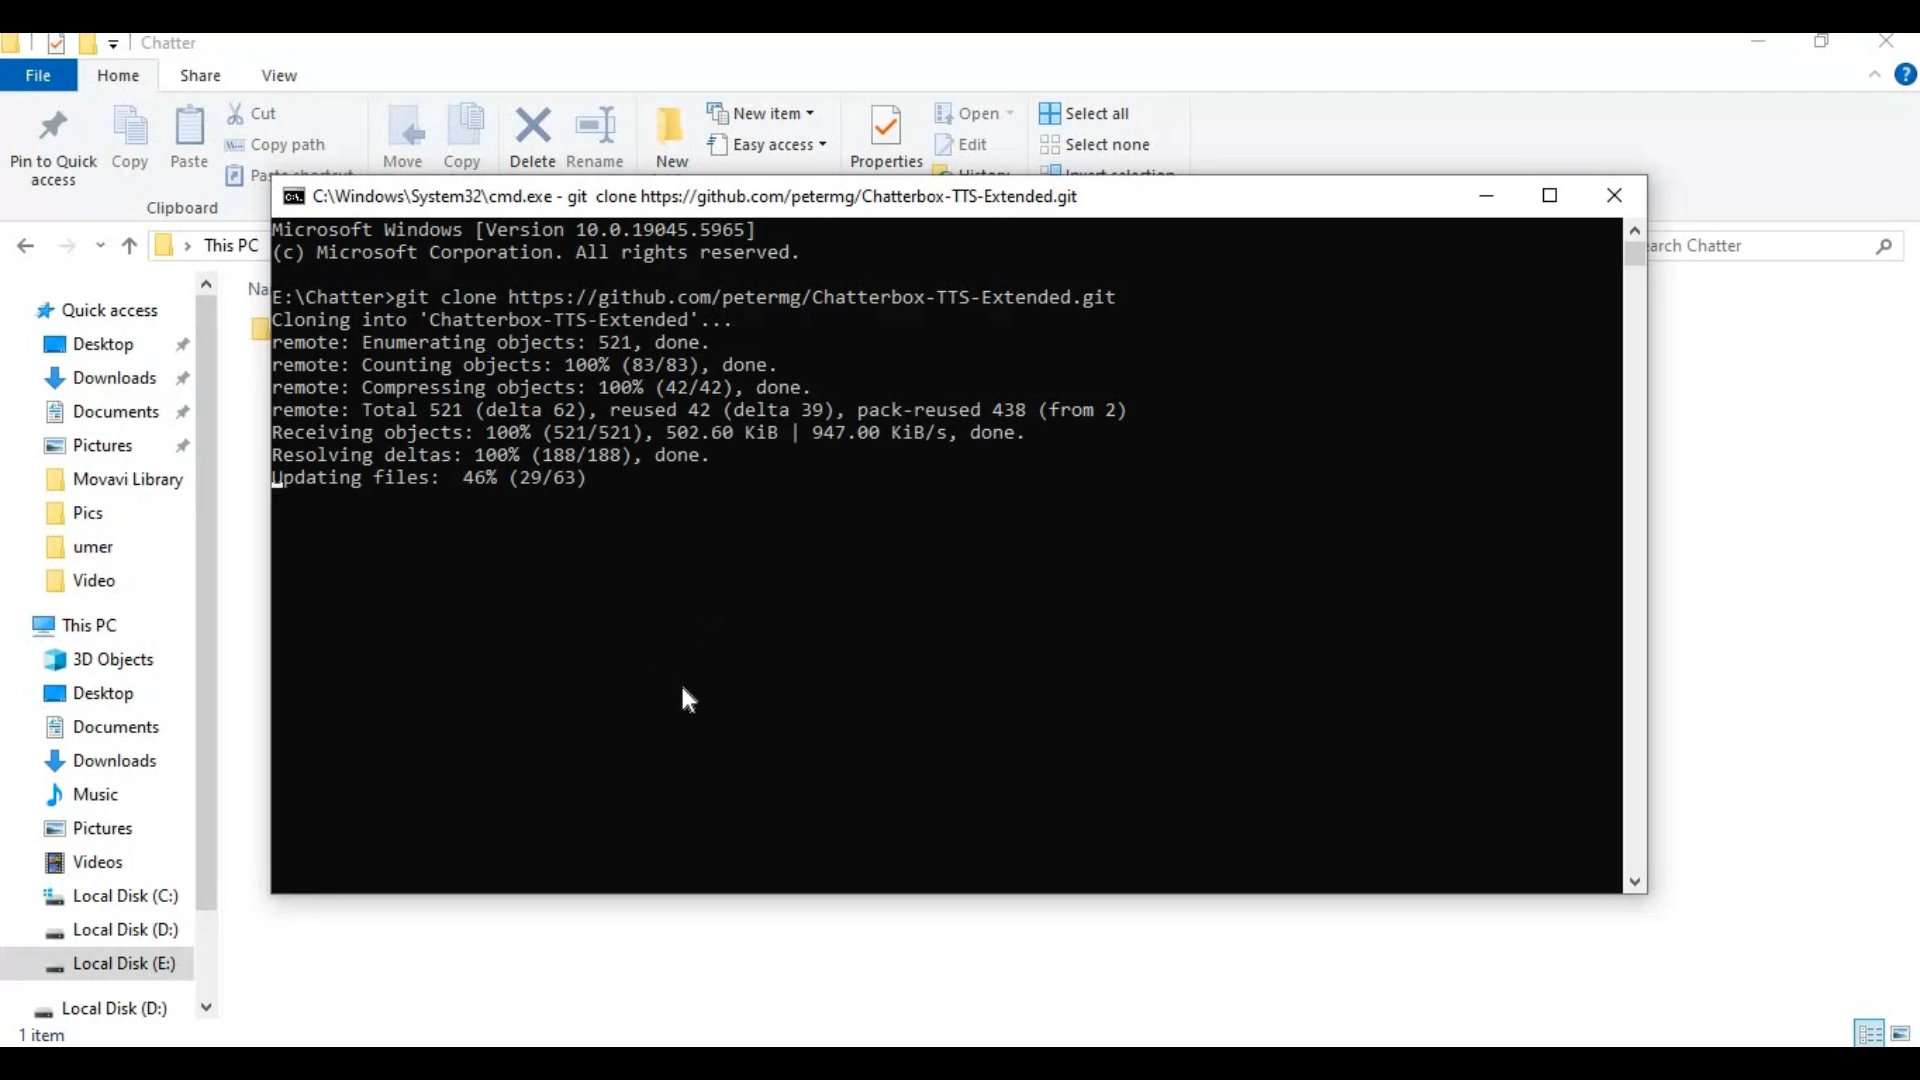 Chatter
File Home Share View
Pin to Quick access
Copy
Paste
Cut
Copy path
Paste shortcut
Clipboard
Move
Copy
Delete
Rename
New
New item
Easy access
Properties
Open
Edit
History
Select all
Select none
Invert selection
This PC
Search Chatter
C:\Windows\System32\cmd.exe - git  clone https://github.com/petermg/Chatterbox-TTS-Extended.git
Microsoft Windows [Version 10.0.19045.5965]
(c) Microsoft Corporation. All rights reserved.
E:\Chatter>git clone https://github.com/petermg/Chatterbox-TTS-Extended.git
Cloning into 'Chatterbox-TTS-Extended'...
remote: Enumerating objects: 521, done.
remote: Counting objects: 100% (83/83), done.
remote: Compressing objects: 100% (42/42), done.
remote: Total 521 (delta 62), reused 42 (delta 39), pack-reused 438 (from 2)
Receiving objects: 100% (521/521), 502.60 KiB | 947.00 KiB/s, done.
Resolving deltas: 100% (188/188), done.
Updating files:  46% (29/63)
Na
Quick access
Desktop
Downloads
Documents
Pictures
Movavi Library
Pics
umer
Video
This PC
3D Objects
Desktop
Documents
Downloads
Music
Pictures
Videos
Local Disk (C:)
Local Disk (D:)
Local Disk (E:)
Local Disk (D:)
1 item